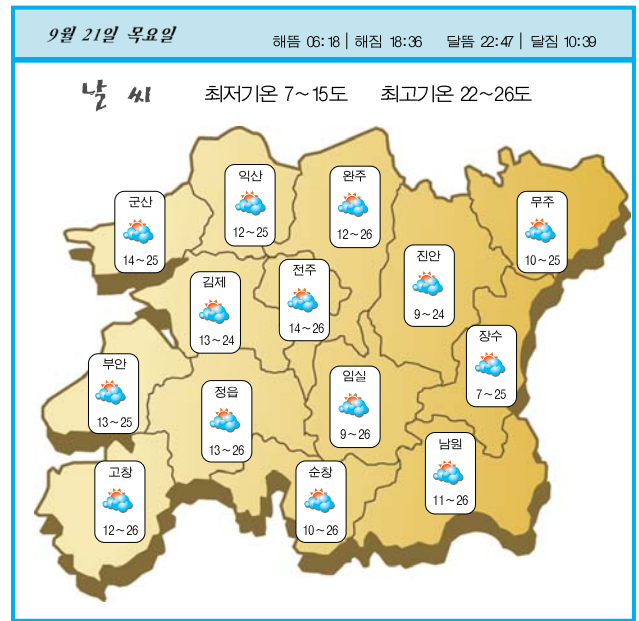 9월 21일 목요일
해뜸 06:18 | 해짐 18:36 달뜸 22:47 | 달짐 10:39
날 씨 최저기온 7~15도 최고기온 22~26도
익산
12~25
완주
12~26
무주
10~25
군산
14~25
진안
9~24
전주
14~26
김제
13~24
장수
7~25
부안
13~25
임실
9~26
정읍
13~26
남원
11~26
고창
12~26
순창
10~26